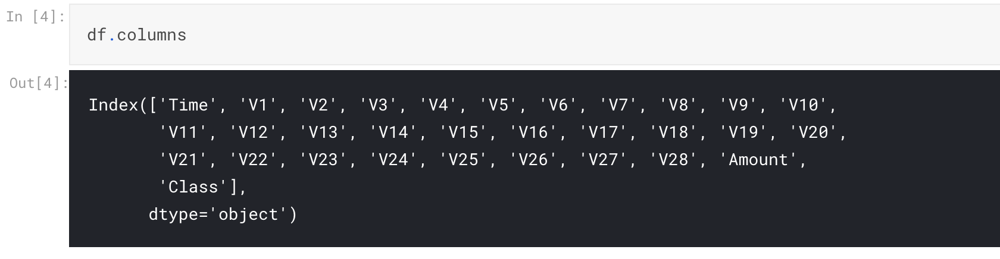 In [4]:
df.columns
Out[4]:
Index(['Time', 'V1', 'V2', 'V3', 'V4', 'V5', 'V6', 'V7', 'V8', 'V9', 'V10',
       'V11', 'V12', 'V13', 'V14', 'V15', 'V16', 'V17', 'V18', 'V19', 'V20',
       'V21', 'V22', 'V23', 'V24', 'V25', 'V26', 'V27', 'V28', 'Amount',
       'Class'],
      dtype='object')